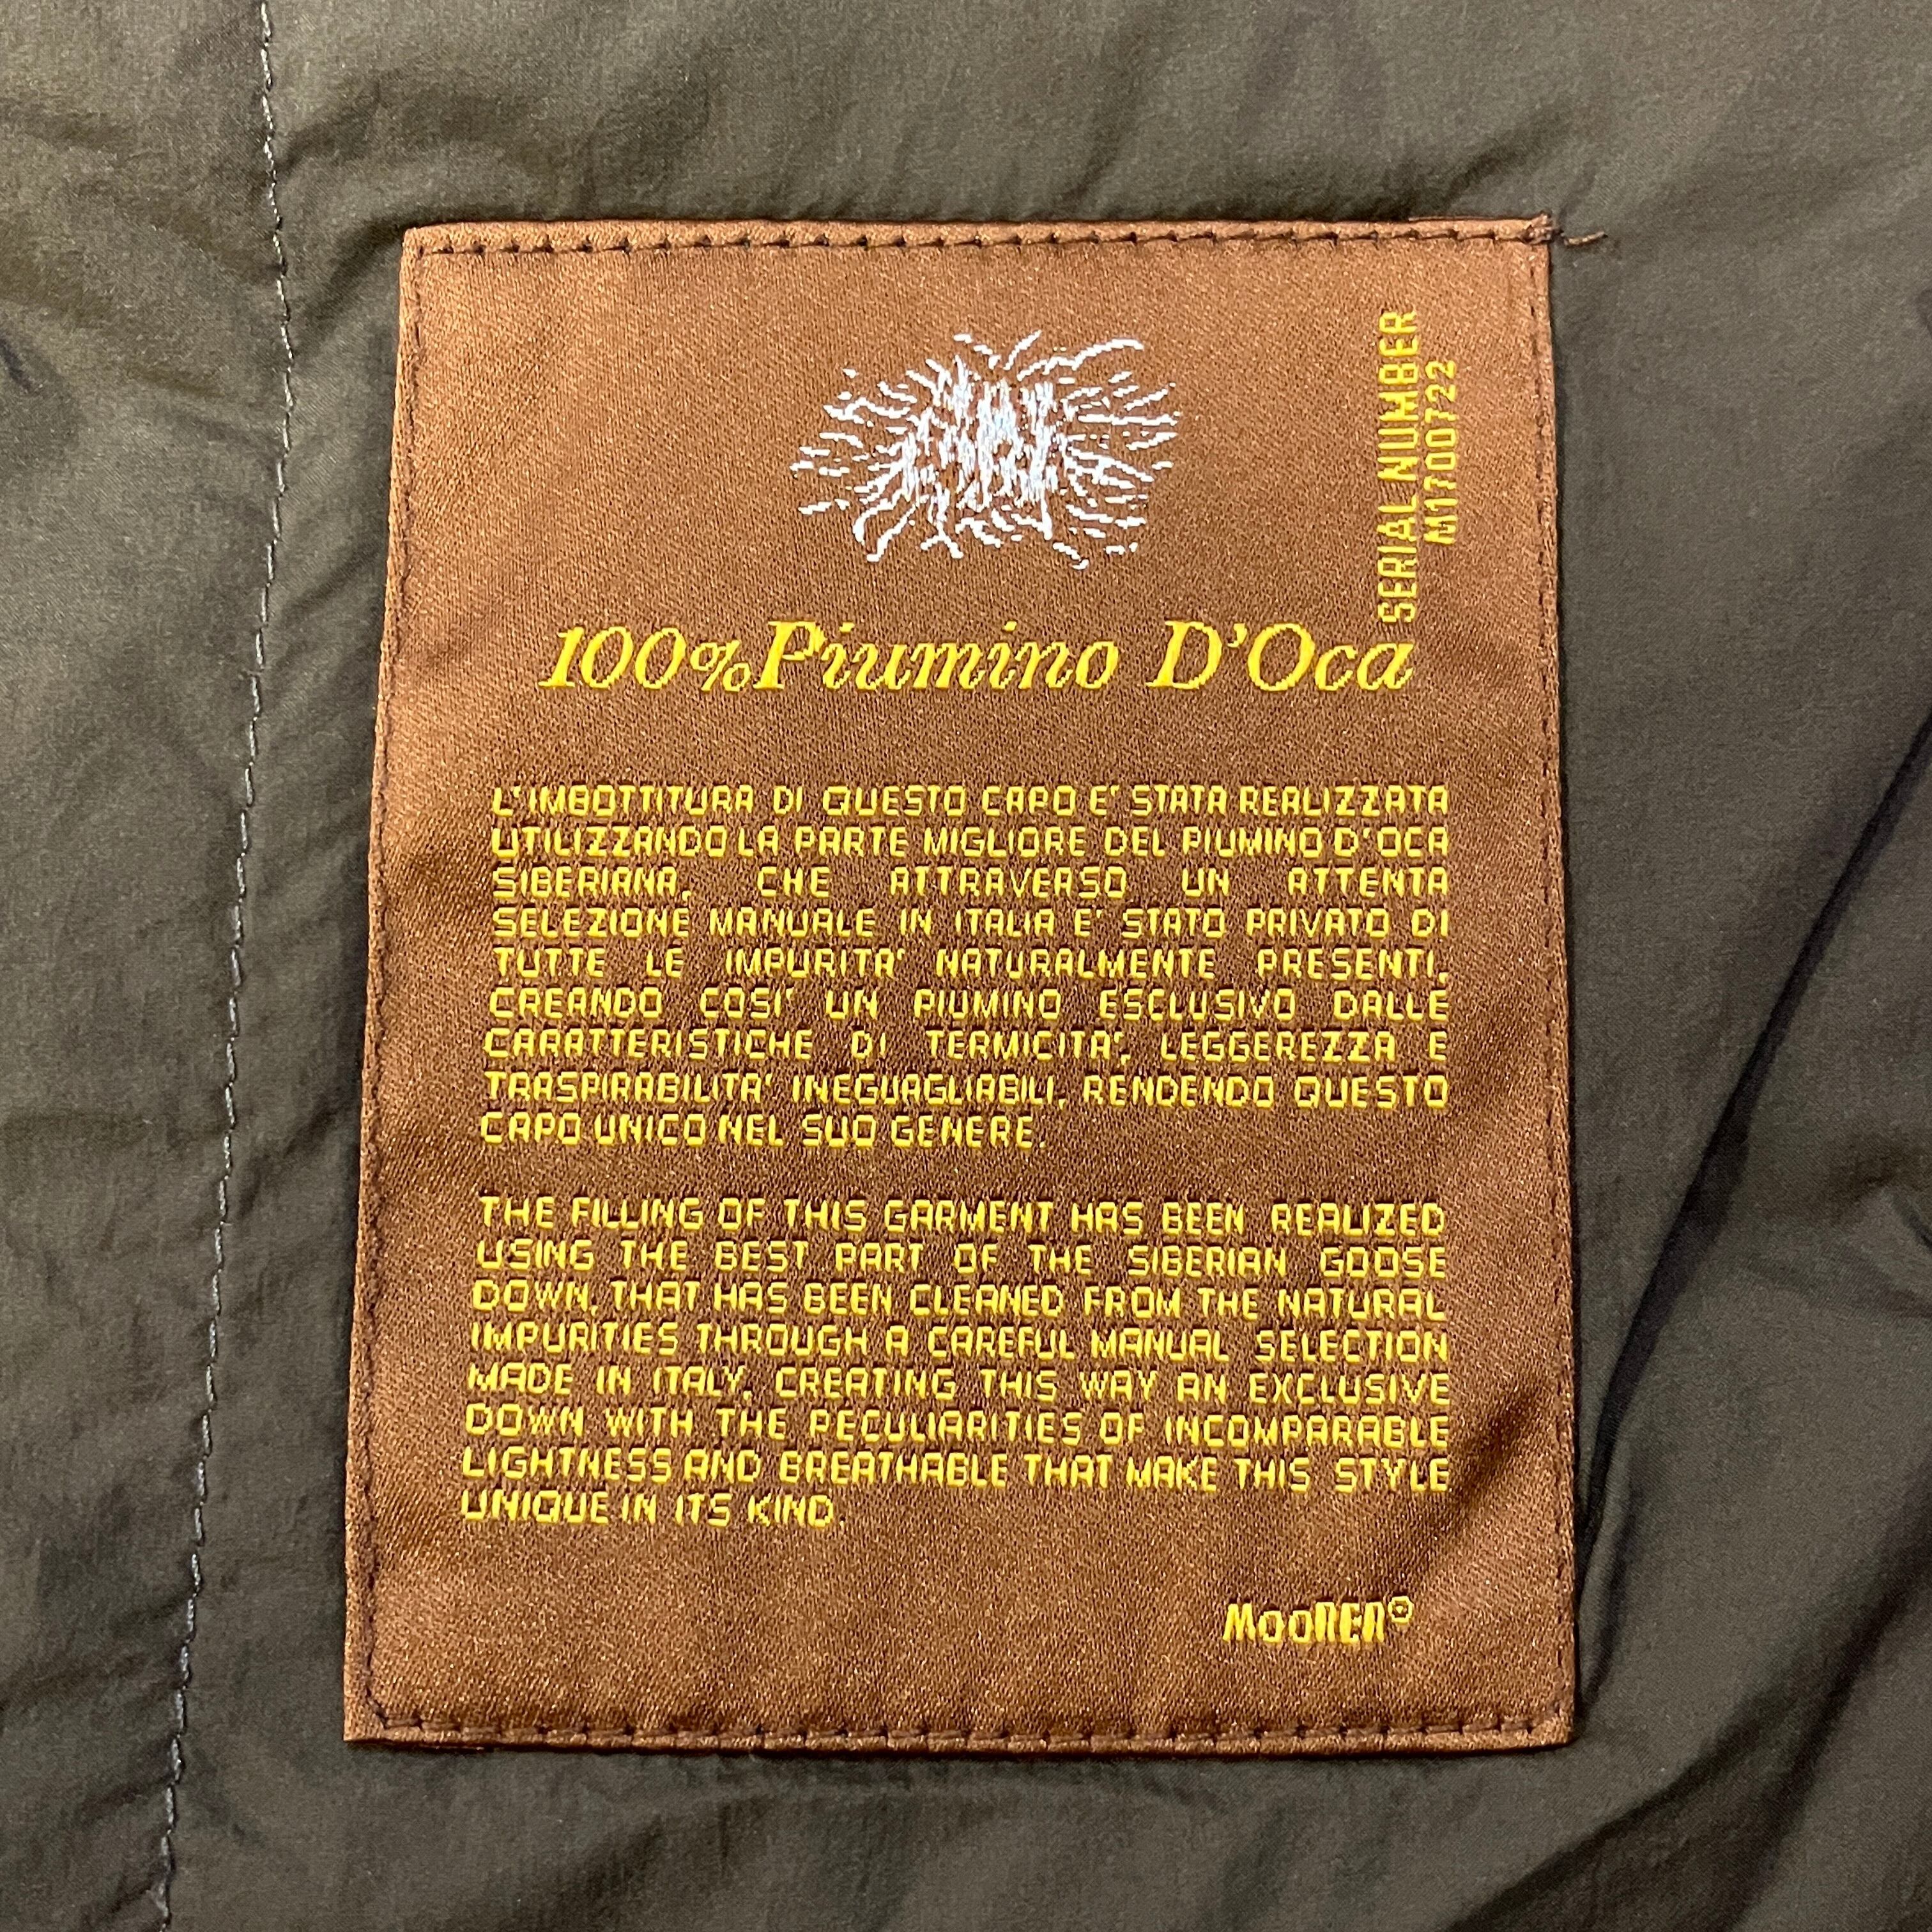 SERIAL NUMBER
M1700722
100% Piumino D'Oca
L'IMBOTTITURA DI QUESTO CAPO E' STATA REALIZZATA
UTILIZZANDO LA PARTE MIGLIORE DEL PIUMINO D'OCA
SIBERIANA, CHE ATTRAVERSO UN ATTENTA
SELEZIONE MANUALE IN ITALIA E' STATO PRIVATO DI
TUTTE LE IMPURITA' NATURALMENTE PRESENTI,
CREANDO COSI' UN PIUMINO ESCLUSIVO DALLE
CARATTERISTICHE DI TERMICITA', LEGGEREZZA E
TRASPIRABILITA' INEGUAGLIABILI, RENDENDO QUESTO
CAPO UNICO NEL SUO GENERE.
THE FILLING OF THIS GARMENT HAS BEEN REALIZED
USING THE BEST PART OF THE SIBERIAN GOOSE
DOWN, THAT HAS BEEN CLEANED FROM THE NATURAL
IMPURITIES THROUGH A CAREFUL MANUAL SELECTION
MADE IN ITALY, CREATING THIS WAY AN EXCLUSIVE
DOWN WITH THE PECULIARITIES OF INCOMPARABLE
LIGHTNESS AND BREATHABLE THAT MAKE THIS STYLE
UNIQUE IN ITS KIND.
MooRER®